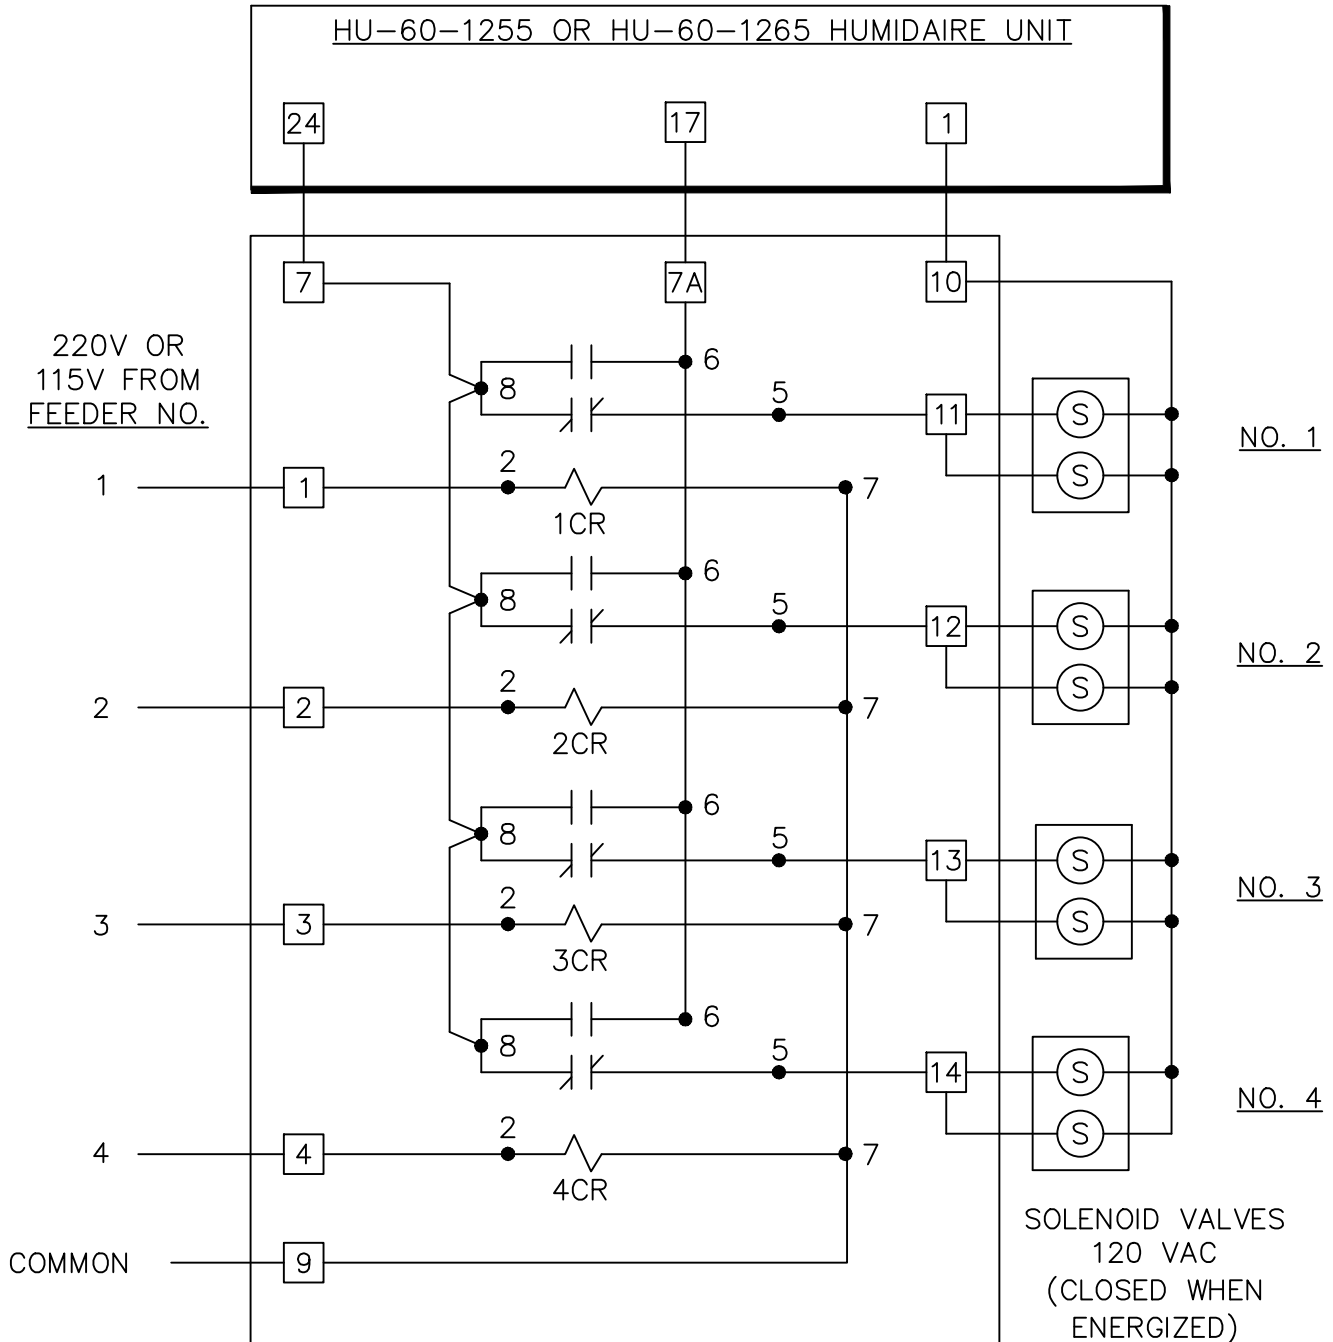 HU-60-1255 OR HU-60-1265 HUMIDAIRE UNIT
24 17 1
7 7A 10
220V OR
115V FROM
FEEDER NO.
6
8
5
11 S
S
NO. 1
1 1 2 7
1CR
6
8
5
12 S
S
NO. 2
2 2 2 7
2CR
6
8
5
13 S
S
NO. 3
3 3 2 7
3CR
6
8
5
14 S
S
NO. 4
4 4 2 7
4CR
COMMON 9
SOLENOID VALVES
120 VAC
(CLOSED WHEN
ENERGIZED)